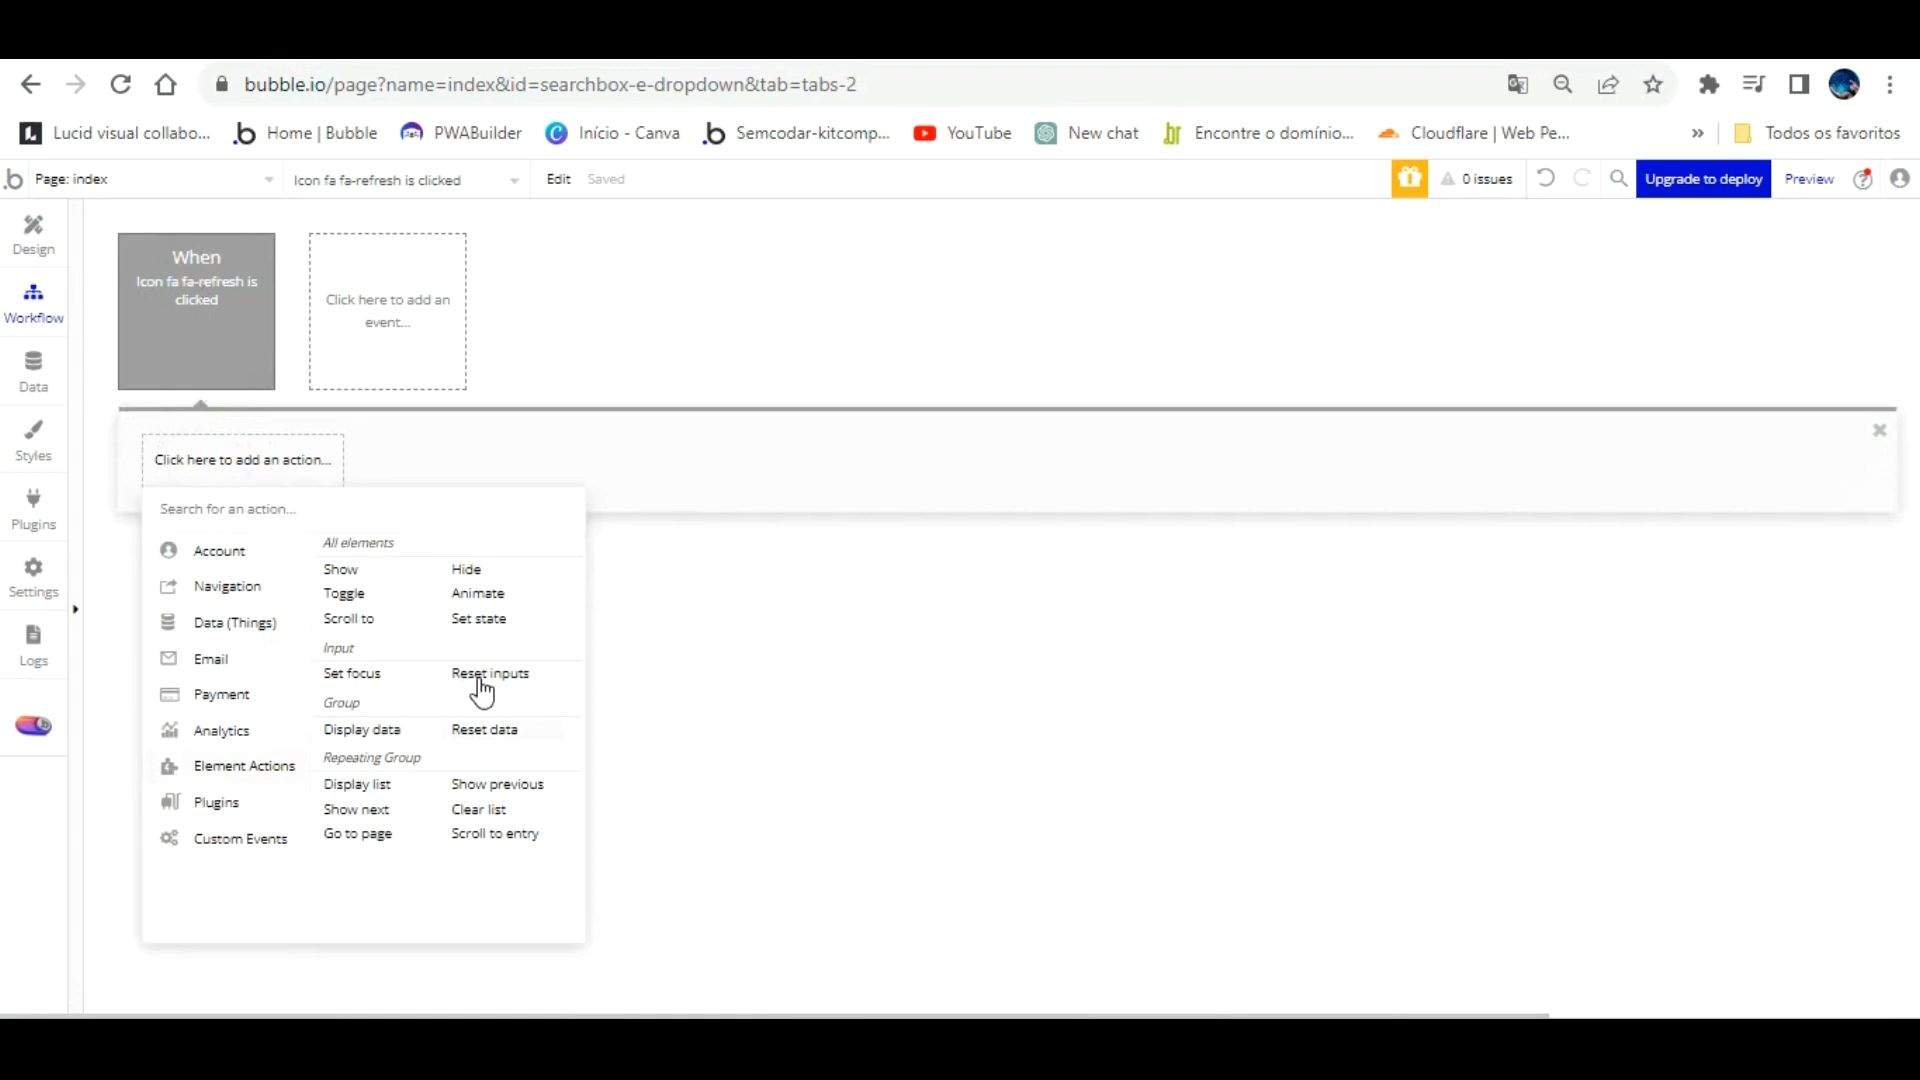 bubble.io/page?name=index&id=searchbox-e-dropdown&tab=tabs-2
Lucid visual collabo... Home | Bubble PWABuilder Início - Canva Semcodar-kitcomp... YouTube New chat Encontre o domínio... Cloudflare | Web Pe... » Todos os favoritos
Page: index Icon fa fa-refresh is clicked Edit Saved 0 issues Upgrade to deploy Preview
Design
Workflow
Data
Styles
Plugins
Settings
Logs
When
Icon fa fa-refresh is
clicked
Click here to add an
event...
Click here to add an action...
Search for an action...
Account
Navigation
Data (Things)
Email
Payment
Analytics
Element Actions
Plugins
Custom Events
All elements
Show Hide
Toggle Animate
Scroll to Set state
Input
Set focus Reset inputs
Group
Display data Reset data
Repeating Group
Display list Show previous
Show next Clear list
Go to page Scroll to entry